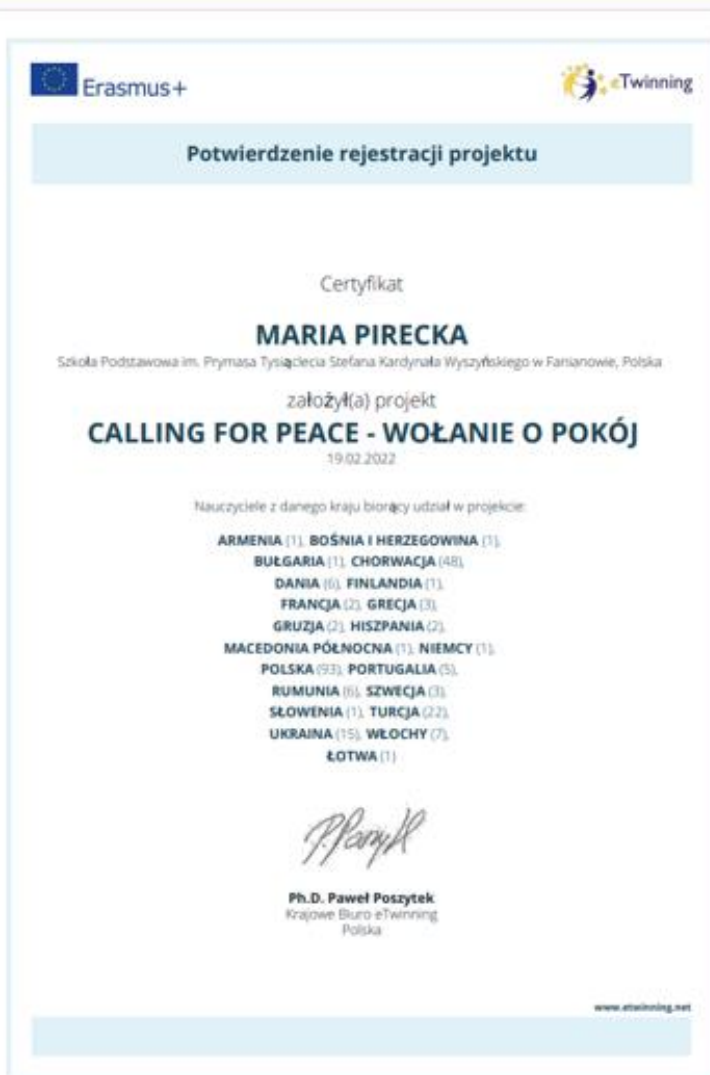 Erasmus+
eTwinning
Potwierdzenie rejestracji projektu
Certyfikat
MARIA PIRECKA
Szkoła Podstawowa im. Prymasa Tysiąclecia Stefana Kardynała Wyszyńskiego w Fanianowie, Polska
założył(a) projekt
CALLING FOR PEACE - WOŁANIE O POKÓJ
19.02.2022
Nauczyciele z danego kraju biorący udział w projekcie:
ARMENIA (1), BOŚNIA I HERZEGOWINA (1),
BUŁGARIA (1), CHORWACJA (48),
DANIA (6), FINLANDIA (1),
FRANCJA (2), GRECJA (3),
GRUZJA (2), HISZPANIA (2),
MACEDONIA PÓŁNOCNA (1), NIEMCY (1),
POLSKA (93), PORTUGALIA (5),
RUMUNIA (6), SZWECJA (3),
SŁOWENIA (1), TURCJA (22),
UKRAINA (15), WŁOCHY (7),
ŁOTWA (1)
Ph.D. Paweł Poszytek
Krajowe Biuro eTwinning
Polska
www.etwinning.net